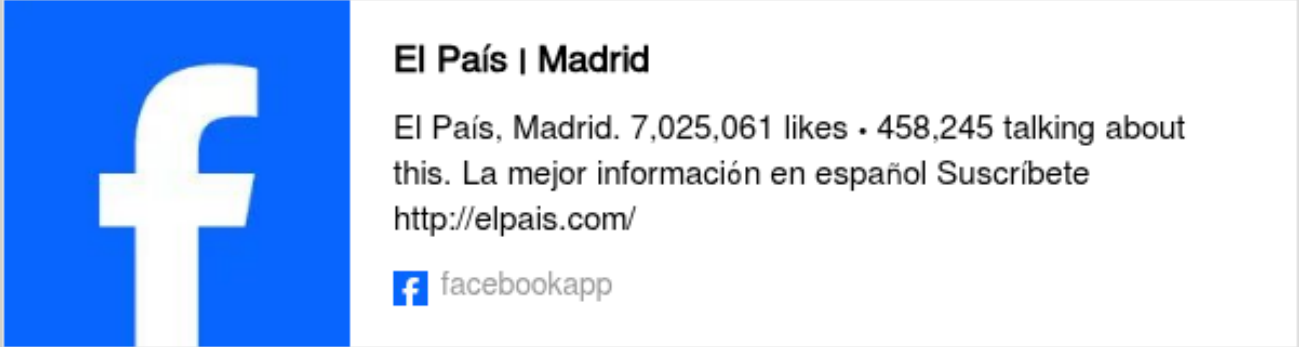 El País | Madrid
El País, Madrid. 7,025,061 likes • 458,245 talking about
this. La mejor información en español Suscríbete
http://elpais.com/
facebookapp